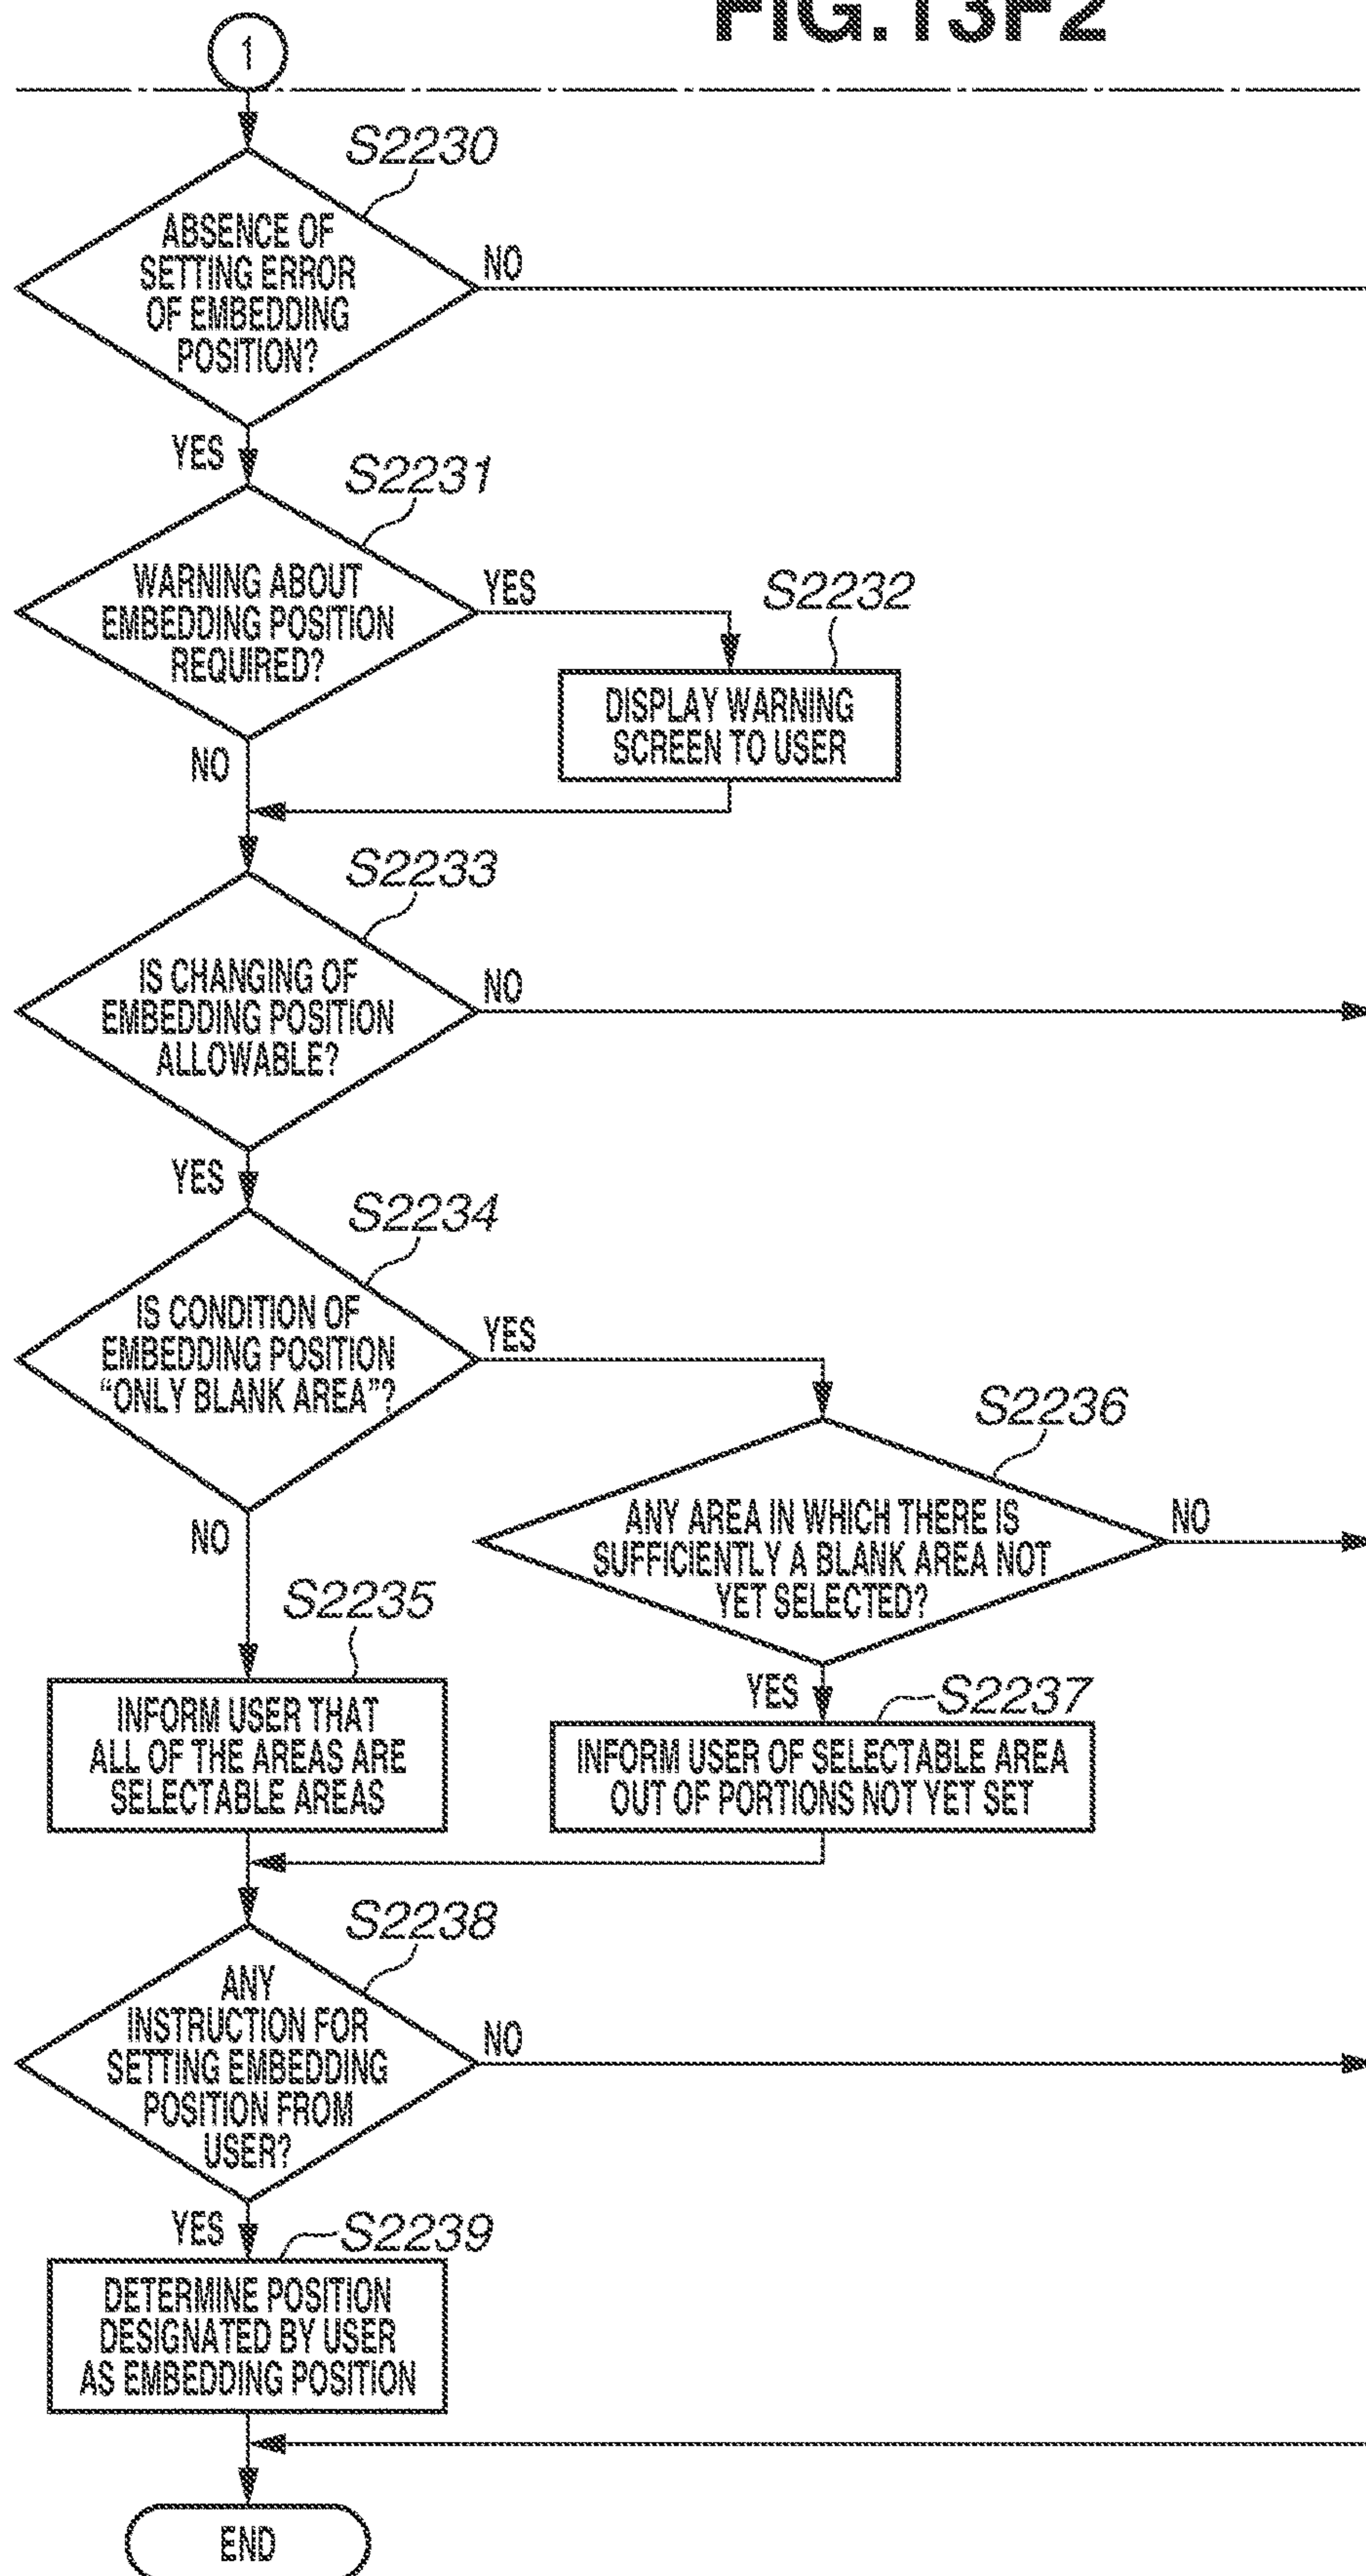 FIG.13F2
1
S2230
ABSENCE OF
SETTING ERROR
OF EMBEDDING
POSITION?
NO
YES
S2231
WARNING ABOUT
EMBEDDING POSITION
REQUIRED?
YES
S2232
DISPLAY WARNING
SCREEN TO USER
NO
S2233
IS CHANGING OF
EMBEDDING POSITION
ALLOWABLE?
NO
YES
S2234
IS CONDITION OF
EMBEDDING POSITION
“ONLY BLANK AREA”?
YES
S2236
ANY AREA IN WHICH THERE IS
SUFFICIENTLY A BLANK AREA NOT
YET SELECTED?
NO
NO
S2235
INFORM USER THAT
ALL OF THE AREAS ARE
SELECTABLE AREAS
YES
S2237
INFORM USER OF SELECTABLE AREA
OUT OF PORTIONS NOT YET SET
S2238
ANY
INSTRUCTION FOR
SETTING EMBEDDING
POSITION FROM
USER?
NO
YES
S2239
DETERMINE POSITION
DESIGNATED BY USER
AS EMBEDDING POSITION
END